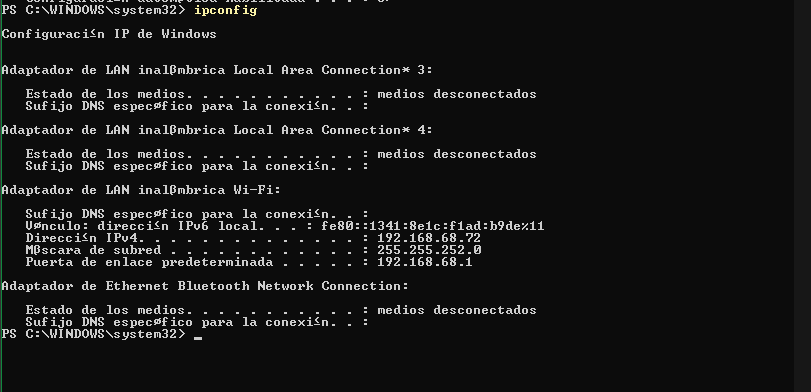 PS C:\WINDOWS\system32> ipconfig
Configuraci≤n IP de Windows
Adaptador de LAN inalßmbrica Local Area Connection* 3:
Estado de los medios. . . . . . . . . . . : medios desconectados
Sufijo DNS especφfico para la conexi≤n. . :
Adaptador de LAN inalßmbrica Local Area Connection* 4:
Estado de los medios. . . . . . . . . . . : medios desconectados
Sufijo DNS especφfico para la conexi≤n. . :
Adaptador de LAN inalßmbrica Wi-Fi:
Sufijo DNS especφfico para la conexi≤n. . :
Vφnculo: direcci≤n IPv6 local. . . : fe80::1341:8e1c:f1ad:b9de%11
Direcci≤n IPv4. . . . . . . . . . . . . . : 192.168.68.72
Mßscara de subred . . . . . . . . . . . . : 255.255.252.0
Puerta de enlace predeterminada . . . . . : 192.168.68.1
Adaptador de Ethernet Bluetooth Network Connection:
Estado de los medios. . . . . . . . . . . : medios desconectados
Sufijo DNS especφfico para la conexi≤n. . :
PS C:\WINDOWS\system32> _